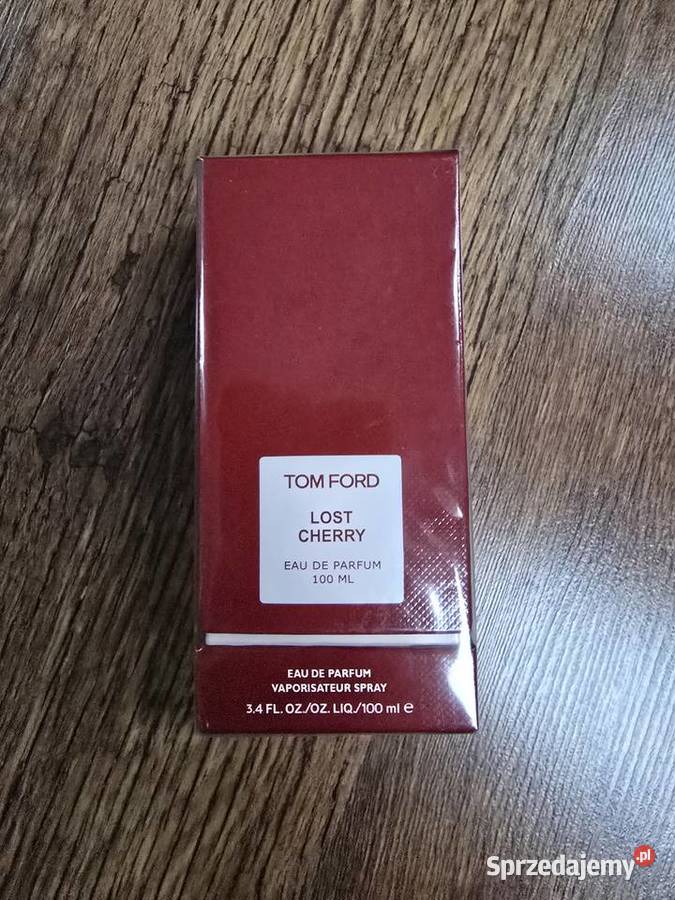 TOM FORD
LOST
CHERRY
EAU DE PARFUM
100 ML
EAU DE PARFUM
VAPORISATEUR SPRAY
3.4 FL. OZ./OZ. LIQ./100 ml ℮
Sprzedajemy.pl